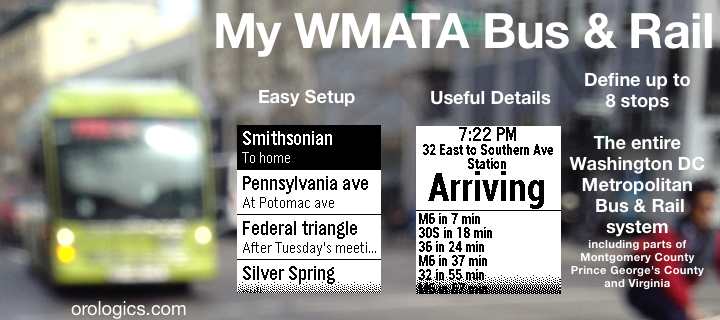 My WMATA Bus & Rail
Easy Setup
Smithsonian
To home
Pennsylvania ave
At Potomac ave
Federal triangle
After Tuesday's meeti...
Silver Spring
Useful Details
7:22 PM
32 East to Southern Ave
Station
Arriving
M6 in 7 min
30S in 18 min
36 in 24 min
M6 in 37 min
32 in 55 min
Define up to
8 stops
The entire
Washington DC
Metropolitan
Bus & Rail
system
including parts of
Montgomery County
Prince George's County
and Virginia
orologics.com